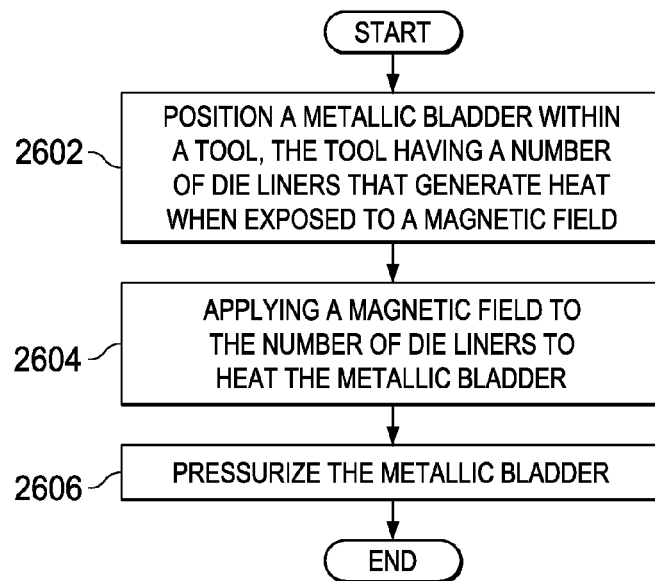 START
2602
POSITION A METALLIC BLADDER WITHIN
A TOOL, THE TOOL HAVING A NUMBER
OF DIE LINERS THAT GENERATE HEAT
WHEN EXPOSED TO A MAGNETIC FIELD
2604
APPLYING A MAGNETIC FIELD TO
THE NUMBER OF DIE LINERS TO
HEAT THE METALLIC BLADDER
2606
PRESSURIZE THE METALLIC BLADDER
END